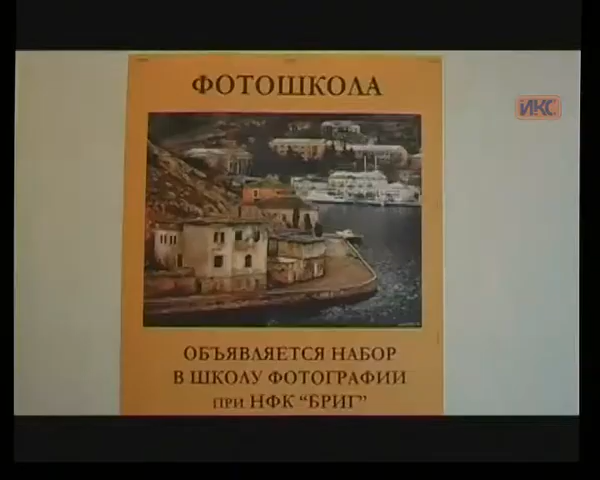 ФОТОШКОЛА
ИКС
ОБЪЯВЛЯЕТСЯ НАБОР
В ШКОЛУ ФОТОГРАФИИ
ПРИ НФК "БРИГ"